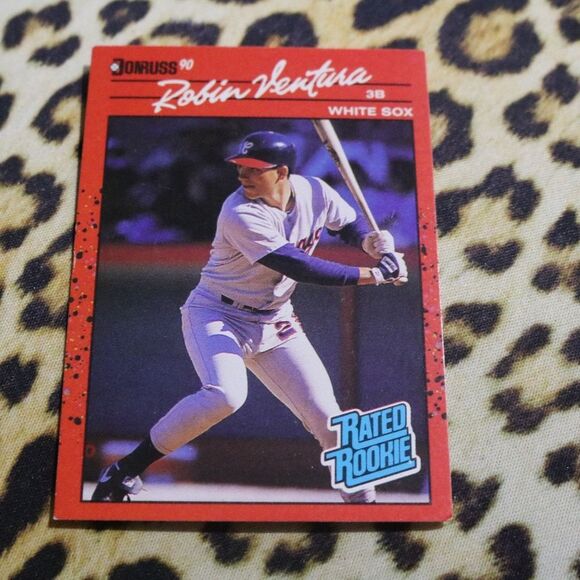 DONRUSS 90
Robin Ventura
3B
WHITE SOX
RATED
ROOKIE